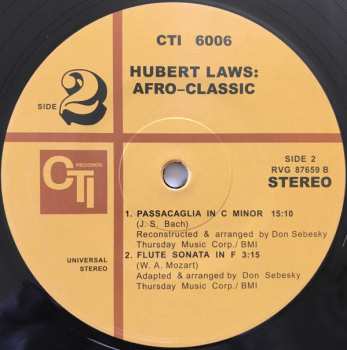 CTI 6006
HUBERT LAWS:
AFRO-CLASSIC
SIDE 2
SIDE 2
RVG 87659 B
STEREO
CTI
RECORDS
UNIVERSAL
STEREO
1. PASSACAGLIA IN C MINOR 15:10
(J. S. Bach)
Reconstructed & arranged by Don Sebesky
Thursday Music Corp./ BMI
2. FLUTE SONATA IN F 3:15
(W. A. Mozart)
Adapted & arranged by Don Sebesky
Thursday Music Corp./ BMI